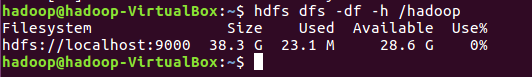 hadoop@hadoop-VirtualBox:~$ hdfs dfs -df -h /hadoop
Filesystem Size Used Available Use%
hdfs://localhost:9000 38.3 G 23.1 M 28.6 G 0%
hadoop@hadoop-VirtualBox:~$